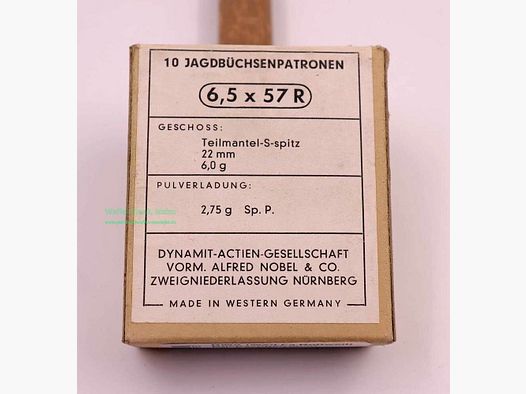 10 JAGDBÜCHSENPATRONEN
6,5 x 57 R
GESCHOSS:
Teilmantel-S-spitz
22 mm
6,0 g
PULVERLADUNG:
2,75 g Sp. P.
DYNAMIT-ACTIEN-GESELLSCHAFT
VORM. ALFRED NOBEL & CO.
ZWEIGNIEDERLASSUNG NÜRNBERG
MADE IN WESTERN GERMANY